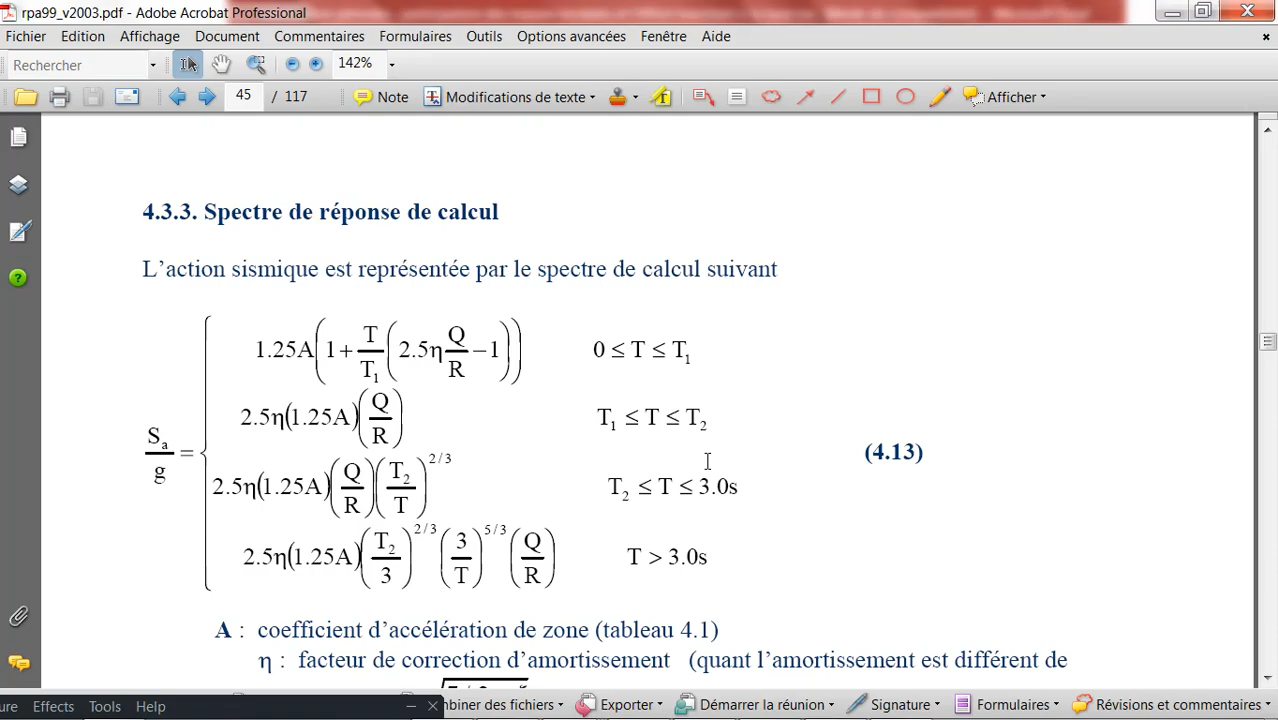 rpa99_v2003.pdf - Adobe Acrobat Professional
Fichier Edition Affichage Document Commentaires Formulaires Outils Options avancées Fenêtre Aide
Rechercher 142%
45 / 117 Note Modifications de texte Afficher
4.3.3. Spectre de réponse de calcul
L'action sismique est représentée par le spectre de calcul suivant
1.25A(1 + T/T₁(2.5η Q/R − 1)) 0 ≤ T ≤ T₁
2.5η(1.25A)(Q/R) T₁ ≤ T ≤ T₂
Sₐ/g = (4.13)
2.5η(1.25A)(Q/R)(T₂/T)^2/3 T₂ ≤ T ≤ 3.0s
2.5η(1.25A)(T₂/3)^2/3 (3/T)^5/3 (Q/R) T > 3.0s
A : coefficient d'accélération de zone (tableau 4.1)
η : facteur de correction d'amortissement (quant l'amortissement est différent de
ure Effects Tools Help
mbiner des fichiers Exporter Démarrer la réunion Signature Formulaires Révisions et commentaires